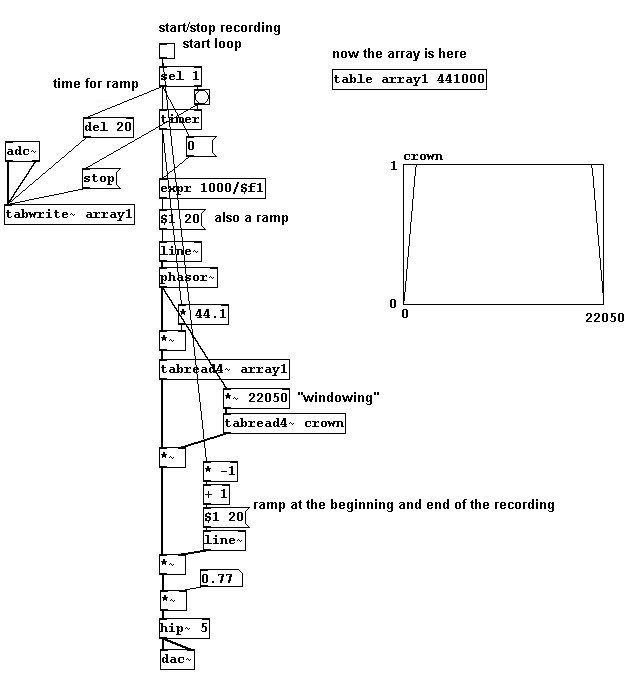 start/stop recording
start loop
now the array is here
sel 1
table array1 441000
time for ramp
timer
del 20
0
adc~
crown
1
stop
expr 1000/$f1
tabwrite~ array1
$1 20
also a ramp
line~
phasor~
0
0
22050
* 44.1
*~
tabread4~ array1
*~ 22050
"windowing"
tabread4~ crown
*~
* -1
+ 1
$1 20
ramp at the beginning and end of the recording
line~
*~
0.77
*~
hip~ 5
dac~